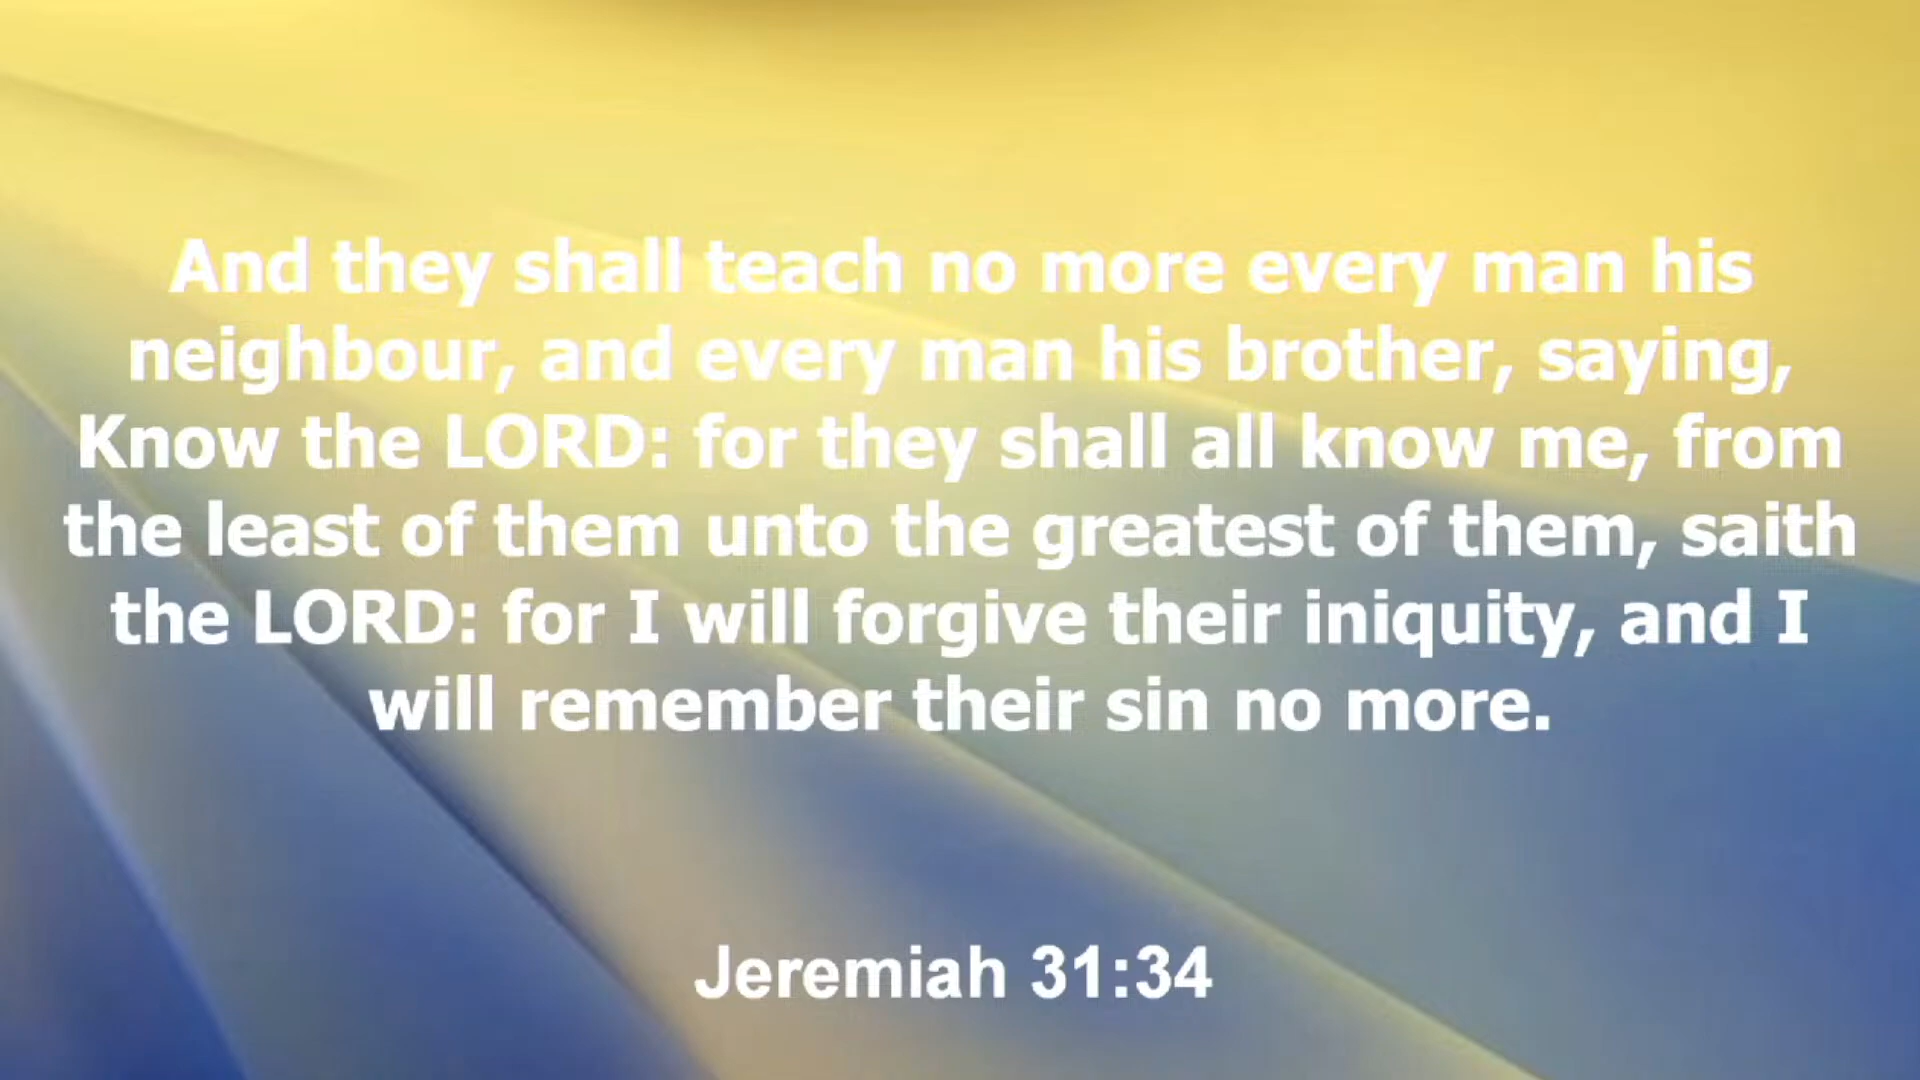 And they shall teach no more every man his
neighbour, and every man his brother, saying,
Know the LORD: for they shall all know me, from
the least of them unto the greatest of them, saith
the LORD: for I will forgive their iniquity, and I
will remember their sin no more.
Jeremiah 31:34